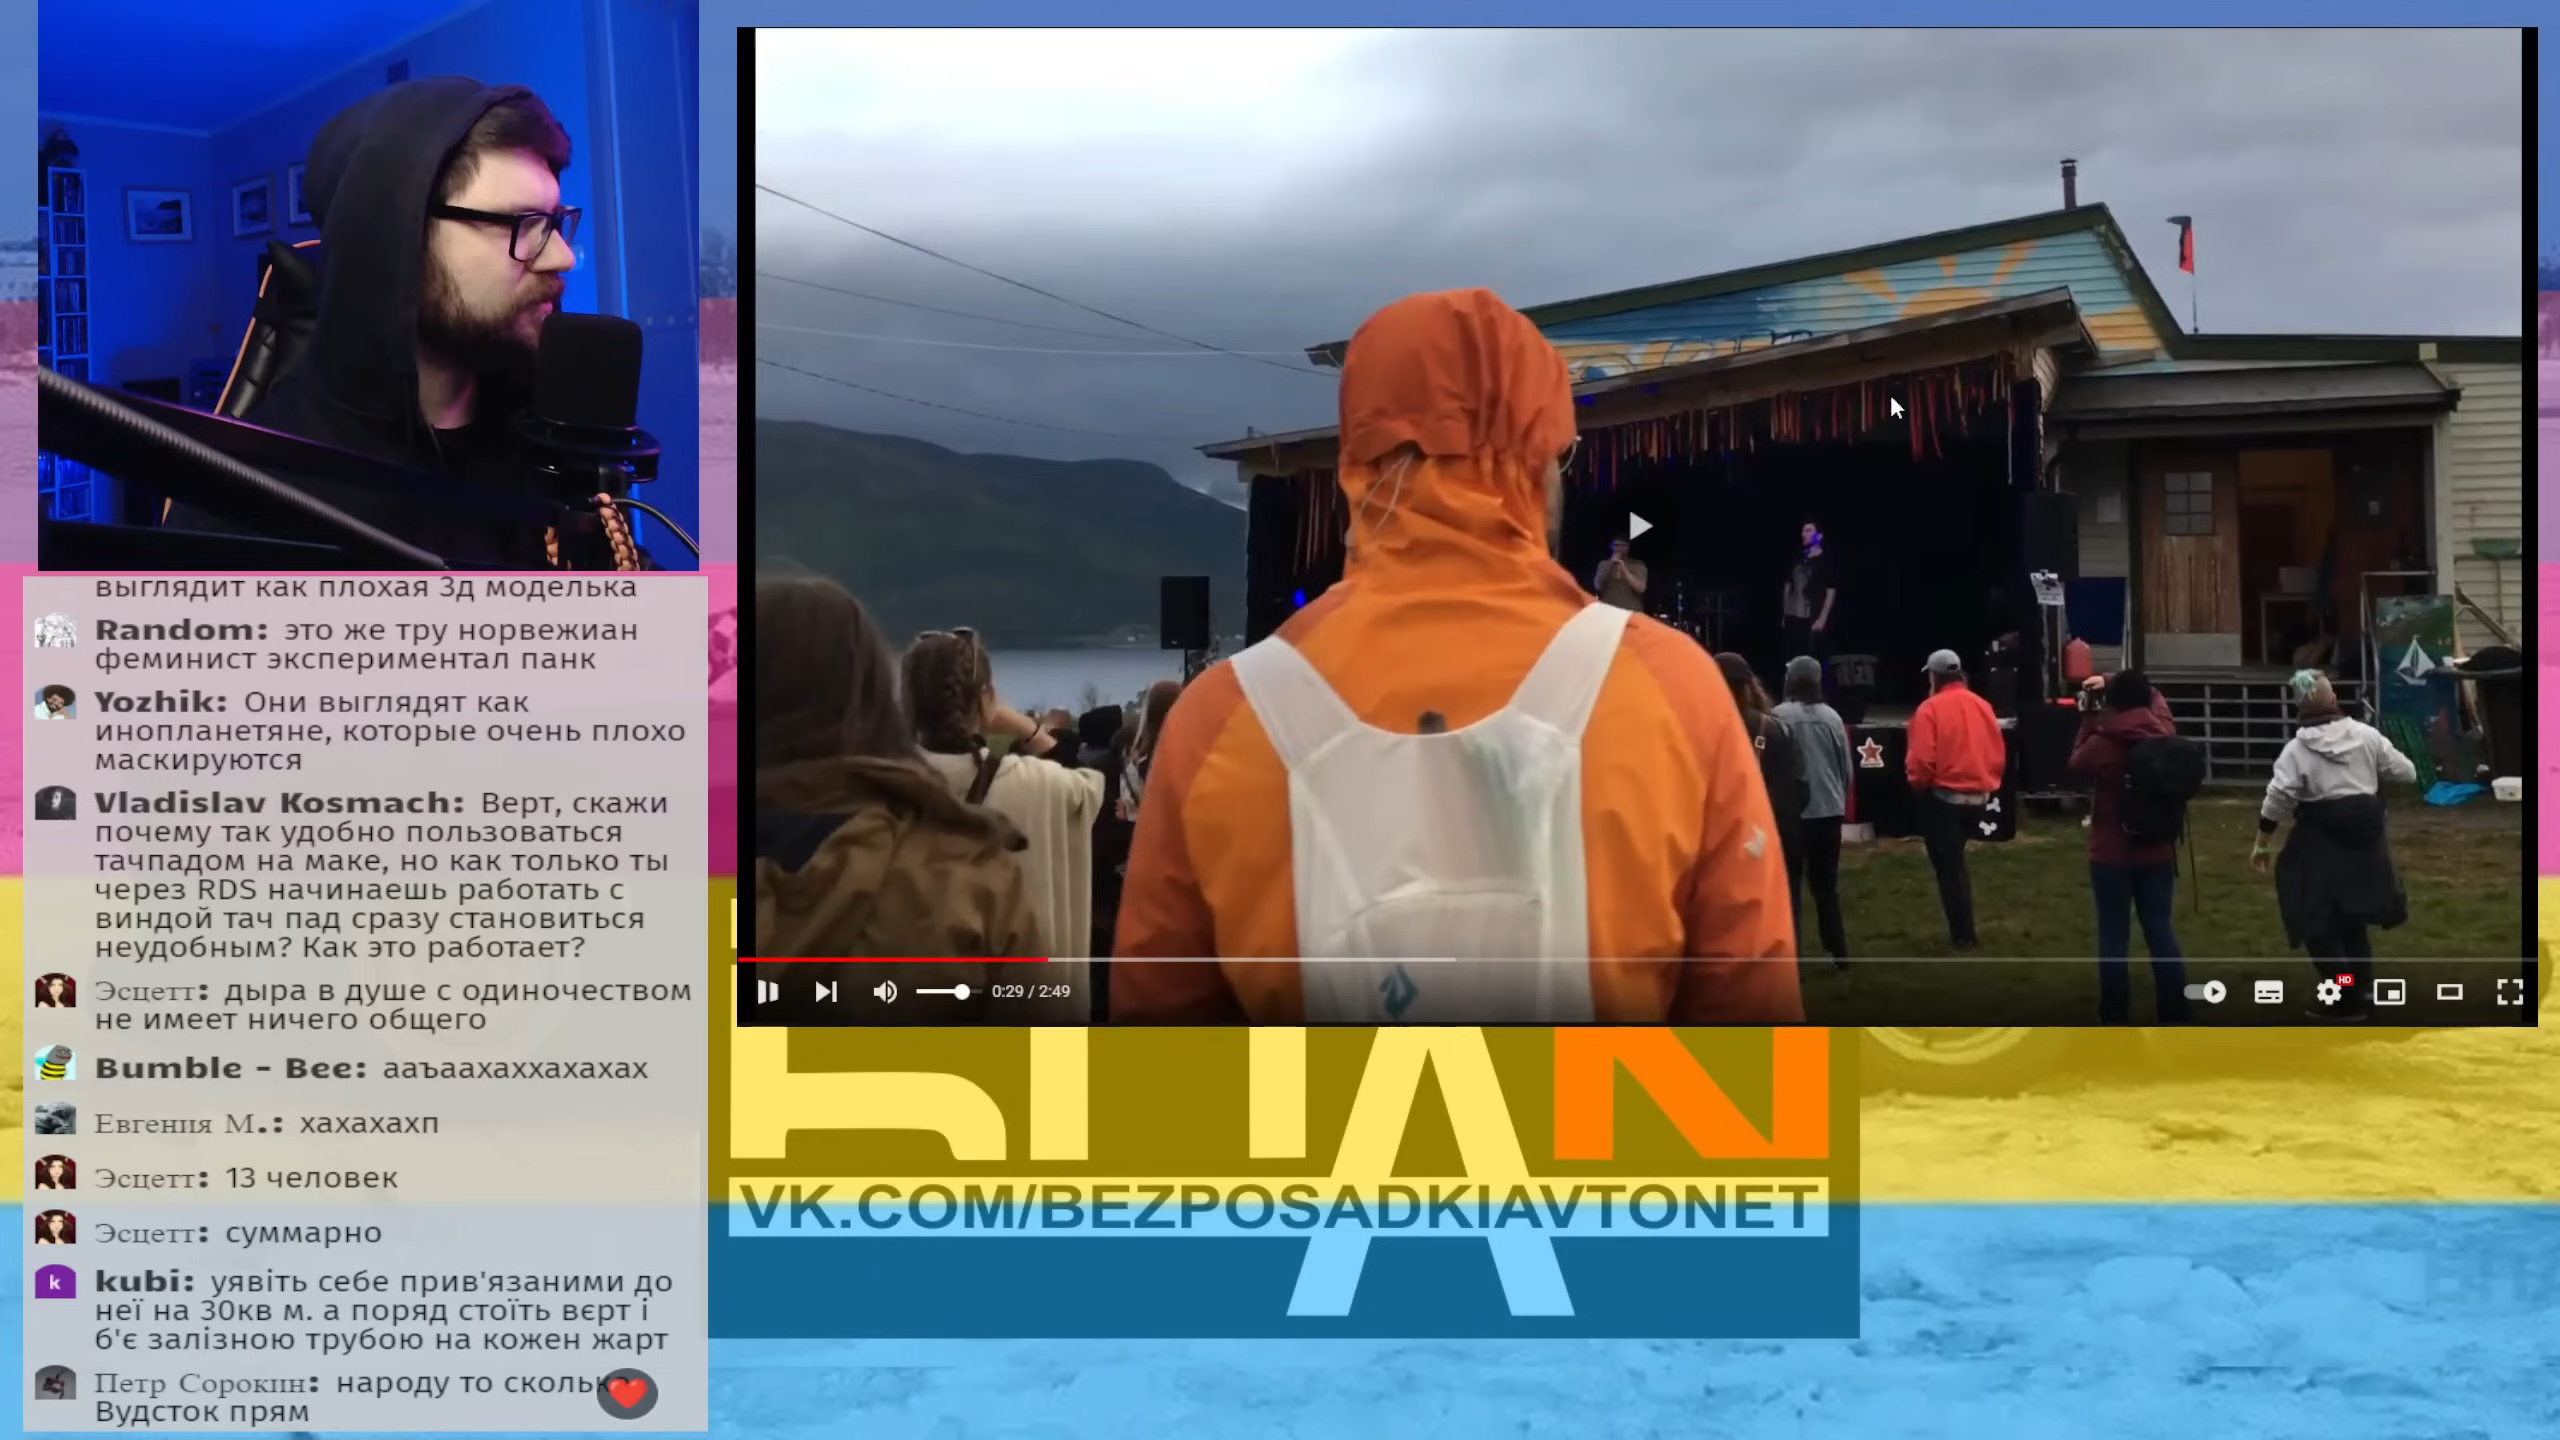 выглядит как плохая 3д моделька
Random: это же тру норвежиан
феминист экспериментал панк
Yozhik: Они выглядят как
инопланетяне, которые очень плохо
маскируются
Vladislav Kosmach: Верт, скажи
почему так удобно пользоваться
тачпадом на маке, но как только ты
через RDS начинаешь работать с
виндой тач пад сразу становиться
неудобным? Как это работает?
Эсцетт: дыра в душе с одиночеством
не имеет ничего общего
Bumble - Bee: ааъаахаххахахах
Евгения М.: хахахахп
Эсцетт: 13 человек
Эсцетт: суммарно
k kubi: уявіть себе прив'язаними до
неї на 30кв м. а поряд стоїть вєрт і
б'є залізною трубою на кожен жарт
Петр Сорокин: народу то
Вудсток прям
0:29 / 2:49
HD
VK.COM/BEZPOSADKIAVTONET